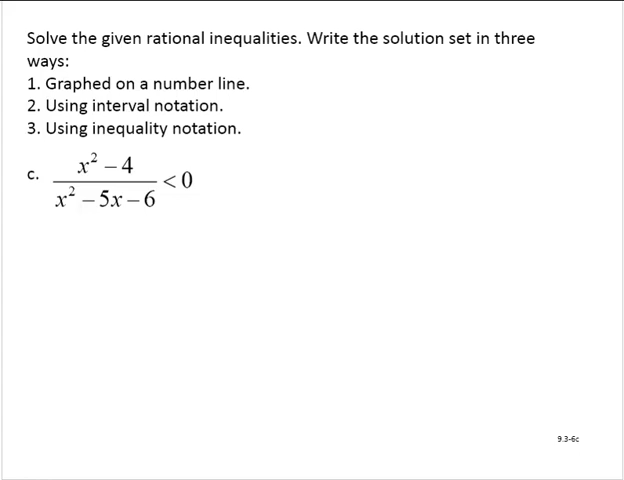 Solve the given rational inequalities. Write the solution set in three
ways:
1. Graphed on a number line.
2. Using interval notation.
3. Using inequality notation.
c. (x² − 4)/(x² − 5x − 6) < 0
9.3-6c